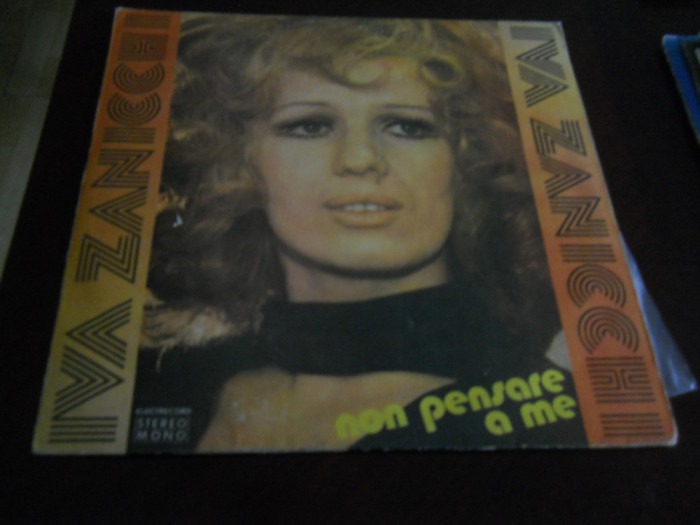 IVA ZANICCHI
IVA ZANICCHI
ELECTRECORD
STEREO
MONO
non pensare
a me